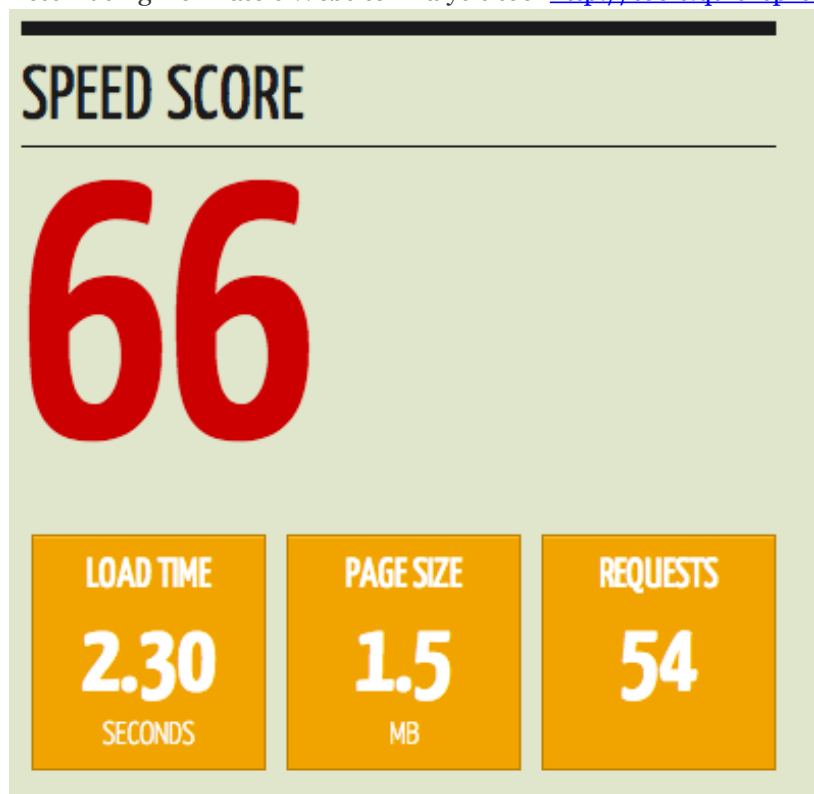 SPEED SCORE
66
LOAD TIME
2.30
SECONDS
PAGE SIZE
1.5
MB
REQUESTS
54